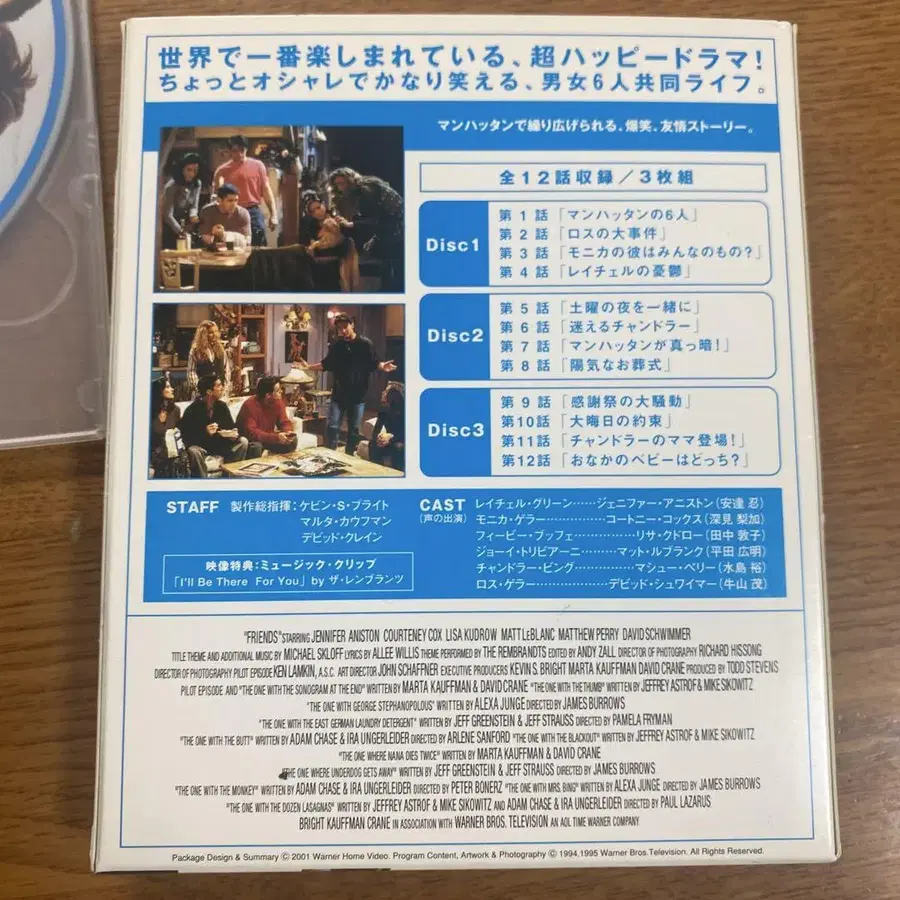 世界で一番楽しまれている、超ハッピードラマ!
ちょっとオシャレでかなり笑える、男女6人共同ライフ。
マンハッタンで繰り広げられる、爆笑、友情ストーリー。
全12話収録/3枚組
Disc1
第1話「マンハッタンの6人」
第2話「ロスの大事件」
第3話「モニカの彼はみんなのもの?」
第4話「レイチェルの憂鬱」
Disc2
第5話「土曜の夜を一緒に」
第6話「迷えるチャンドラー」
第7話「マンハッタンが真っ暗!」
第8話「陽気なお葬式」
Disc3
第9話「感謝祭の大騒動」
第10話「大晦日の約束」
第11話「チャンドラーのママ登場!」
第12話「おなかのベビーはどっち?」
STAFF 製作総指揮:ケビン・S・ブライト
マルタ・カウフマン
デビッド・クレイン
映像特典:ミュージック・クリップ
「I'll Be There For You」by ザ・レンブランツ
CAST
(声の出演)
レイチェル・グリーン……ジェニファー・アニストン(安達 忍)
モニカ・ゲラー……………コートニー・コックス(深見 梨加)
フィービー・ブッフェ……………リサ・クドロー(田中 敦子)
ジョーイ・トリビアーニ………マット・ルブランク(平田 広明)
チャンドラー・ビング…………マシュー・ペリー(水島 裕)
ロス・ゲラー……………デビッド・シュワイマー(牛山 茂)
"FRIENDS" STARRING JENNIFER ANISTON COURTENEY COX LISA KUDROW MATT LEBLANC MATTHEW PERRY DAVID SCHWIMMER
TITLE THEME AND ADDITIONAL MUSIC BY MICHAEL SKLOFF LYRICS BY ALLEE WILLIS THEME PERFORMED BY THE REMBRANDTS EDITED BY ANDY ZALL DIRECTOR OF PHOTOGRAPHY RICHARD HISSONG
DIRECTOR OF PHOTOGRAPHY PILOT EPISODE KEN LAMKIN, A.S.C. ART DIRECTOR JOHN SCHAFFNER EXECUTIVE PRODUCERS KEVIN S. BRIGHT MARTA KAUFFMAN DAVID CRANE PRODUCED BY TODD STEVENS
PILOT EPISODE AND "THE ONE WITH THE SONOGRAM AT THE END" WRITTEN BY MARTA KAUFFMAN & DAVID CRANE "THE ONE WITH THE THUMB" WRITTEN BY JEFFREY ASTROF & MIKE SIKOWITZ
"THE ONE WITH GEORGE STEPHANOPOLOUS" WRITTEN BY ALEXA JUNGE DIRECTED BY JAMES BURROWS
"THE ONE WITH THE EAST GERMAN LAUNDRY DETERGENT" WRITTEN BY JEFF GREENSTEIN & JEFF STRAUSS DIRECTED BY PAMELA FRYMAN
"THE ONE WITH THE BUTT" WRITTEN BY ADAM CHASE & IRA UNGERLEIDER DIRECTED BY ARLENE SANFORD "THE ONE WITH THE BLACKOUT" WRITTEN BY JEFFREY ASTROF & MIKE SIKOWITZ
"THE ONE WHERE NANA DIES TWICE" WRITTEN BY MARTA KAUFFMAN & DAVID CRANE
"THE ONE WHERE UNDERDOG GETS AWAY" WRITTEN BY JEFF GREENSTEIN & JEFF STRAUSS DIRECTED BY JAMES BURROWS
"THE ONE WITH THE MONKEY" WRITTEN BY ADAM CHASE & IRA UNGERLEIDER DIRECTED BY PETER BONERZ "THE ONE WITH MRS BING" WRITTEN BY ALEXA JUNGE DIRECTED BY JAMES BURROWS
"THE ONE WITH THE DOZEN LASAGNAS" WRITTEN BY JEFFREY ASTROF & MIKE SIKOWITZ AND ADAM CHASE & IRA UNGERLEIDER DIRECTED BY PAUL LAZARUS
BRIGHT KAUFFMAN CRANE IN ASSOCIATION WITH WARNER BROS. TELEVISION AN AOL TIME WARNER COMPANY
Package Design & Summary © 2001 Warner Home Video. Program Content, Artwork & Photography © 1994,1995 Warner Bros.Television. All Rights Reserved.